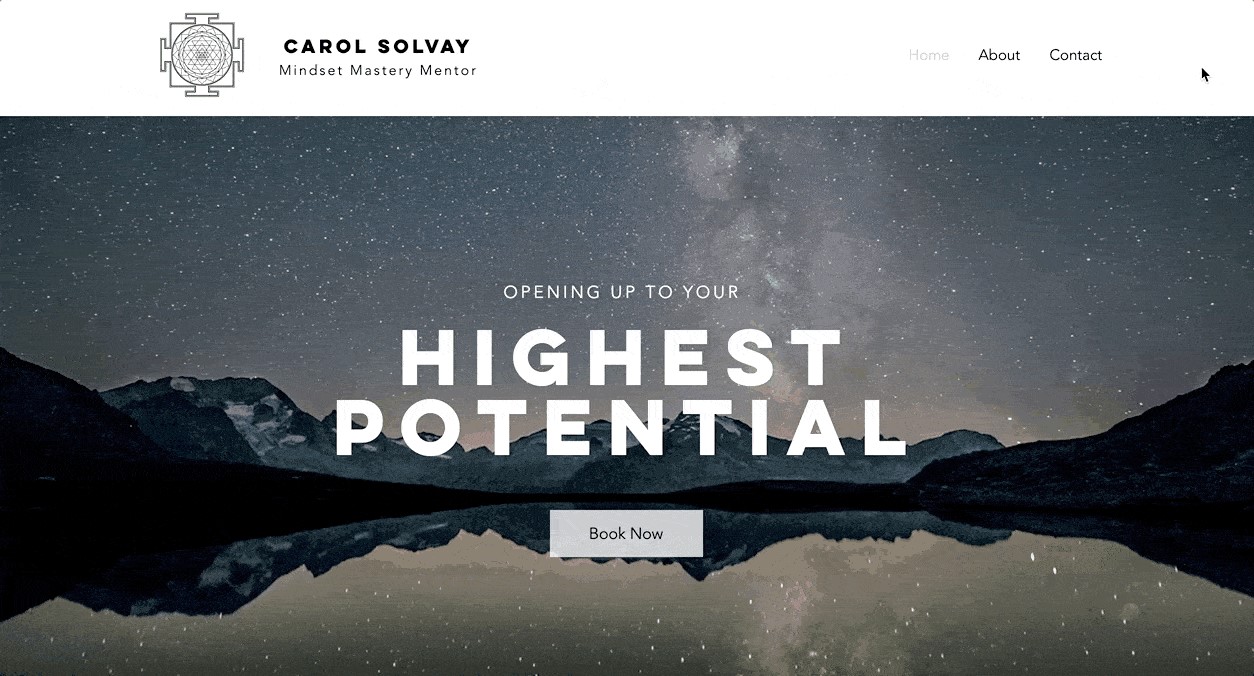 CAROL SOLVAY
Mindset Mastery Mentor
Home About Contact
OPENING UP TO YOUR
HIGHEST
POTENTIAL
Book Now